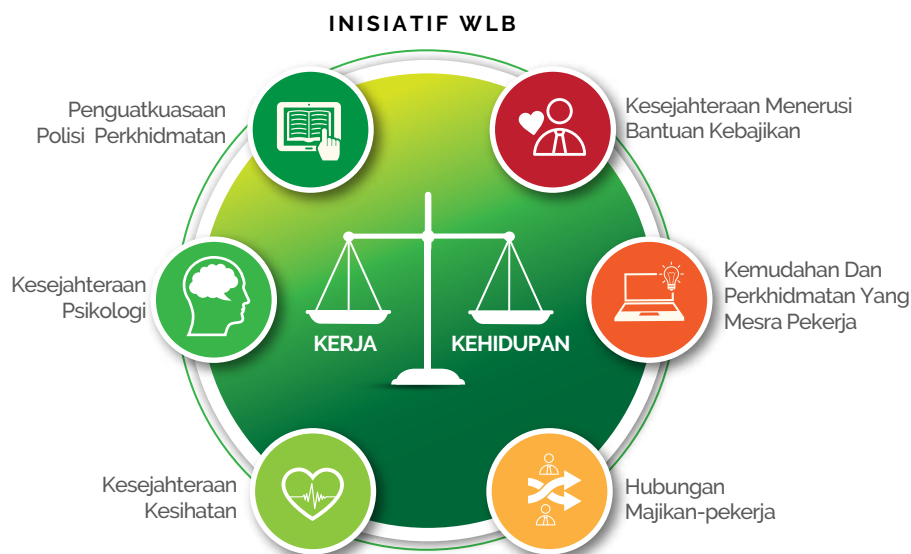 INISIATIF WLB
Penguatkuasaan
Polisi Perkhidmatan
Kesejahteraan Menerusi
Bantuan Kebajikan
Kesejahteraan
Psikologi
Kemudahan Dan
Perkhidmatan Yang
Mesra Pekerja
KERJA
KEHIDUPAN
Kesejahteraan
Kesihatan
Hubungan
Majikan-pekerja